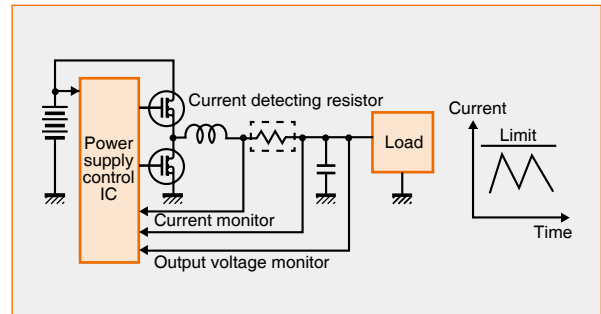 Current detecting resistor
Power
supply
control
IC
Load
Current
Limit
Time
Current monitor
Output voltage monitor